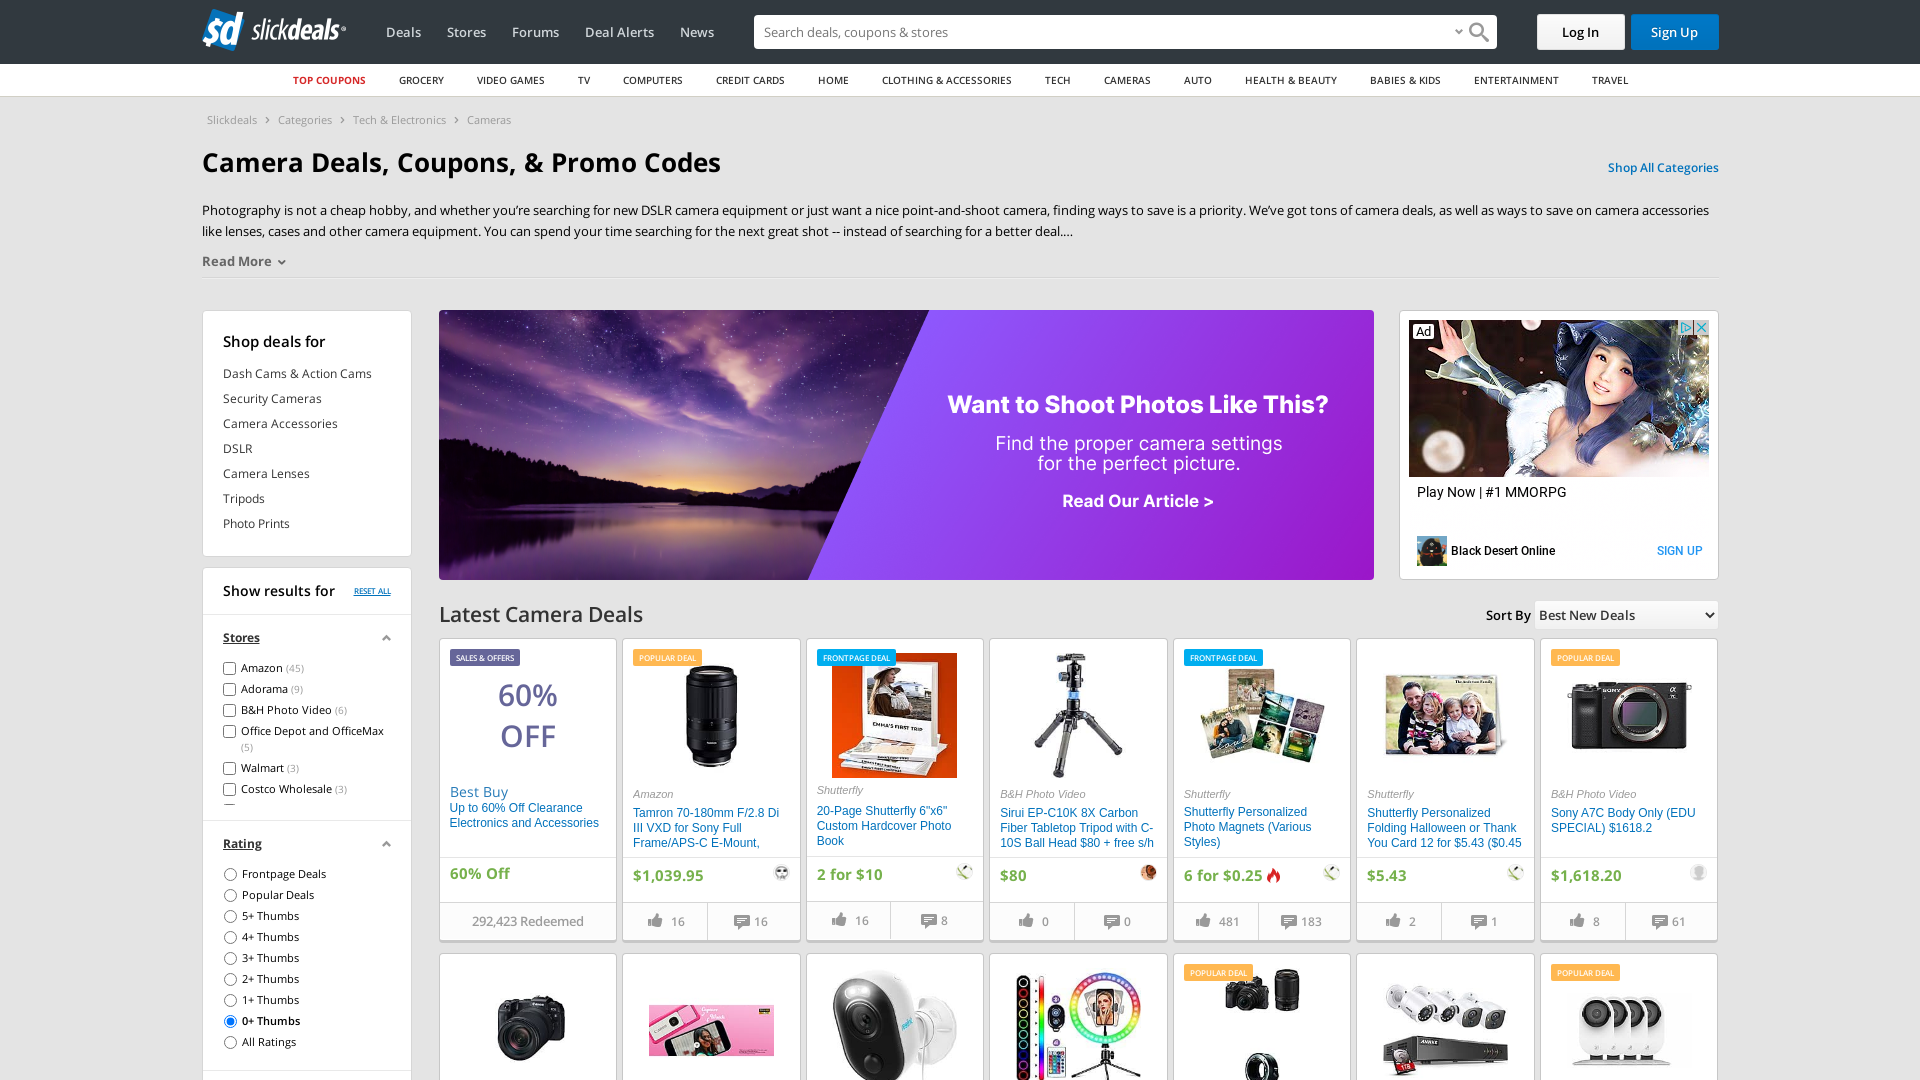 sd slickdeals
Deals
Stores
Forums
Deal Alerts
News
Search deals, coupons & stores
Log In
Sign Up
TOP COUPONS
GROCERY
VIDEO GAMES
TV
COMPUTERS
CREDIT CARDS
HOME
CLOTHING & ACCESSORIES
TECH
CAMERAS
AUTO
HEALTH & BEAUTY
BABIES & KIDS
ENTERTAINMENT
TRAVEL
Slickdeals > Categories > Tech & Electronics > Cameras
Camera Deals, Coupons, & Promo Codes
Shop All Categories
Photography is not a cheap hobby, and whether you’re searching for new DSLR camera equipment or just want a nice point-and-shoot camera, finding ways to save is a priority. We’ve got tons of camera deals, as well as ways to save on camera accessories
like lenses, cases and other camera equipment. You can spend your time searching for the next great shot -- instead of searching for a better deal....
Read More
Shop deals for
Dash Cams & Action Cams
Security Cameras
Camera Accessories
DSLR
Camera Lenses
Tripods
Photo Prints
Show results for
RESET ALL
Stores
Amazon (45)
Adorama (9)
B&H Photo Video (6)
Office Depot and OfficeMax
(5)
Walmart (3)
Costco Wholesale (3)
Rating
Frontpage Deals
Popular Deals
5+ Thumbs
4+ Thumbs
3+ Thumbs
2+ Thumbs
1+ Thumbs
0+ Thumbs
All Ratings
Want to Shoot Photos Like This?
Find the proper camera settings
for the perfect picture.
Read Our Article >
Ad
Play Now | #1 MMORPG
Black Desert Online
SIGN UP
Latest Camera Deals
Sort By
Best New Deals
SALES & OFFERS
60%
OFF
Best Buy
Up to 60% Off Clearance
Electronics and Accessories
60% Off
292,423 Redeemed
POPULAR DEAL
Amazon
Tamron 70-180mm F/2.8 Di
III VXD for Sony Full
Frame/APS-C E-Mount,
$1,039.95
16
16
FRONTPAGE DEAL
EMMA'S FIRST TRIP
Shutterfly
20-Page Shutterfly 6"x6"
Custom Hardcover Photo
Book
2 for $10
16
8
B&H Photo Video
Sirui EP-C10K 8X Carbon
Fiber Tabletop Tripod with C-
10S Ball Head $80 + free s/h
$80
0
0
FRONTPAGE DEAL
love
Shutterfly
Shutterfly Personalized
Photo Magnets (Various
Styles)
6 for $0.25
481
183
The Anderson Family
Shutterfly
Shutterfly Personalized
Folding Halloween or Thank
You Card 12 for $5.43 ($0.45
$5.43
2
1
POPULAR DEAL
SONY
B&H Photo Video
Sony A7C Body Only (EDU
SPECIAL) $1618.2
$1,618.20
8
61
POPULAR DEAL
ANNKE
1TB
POPULAR DEAL